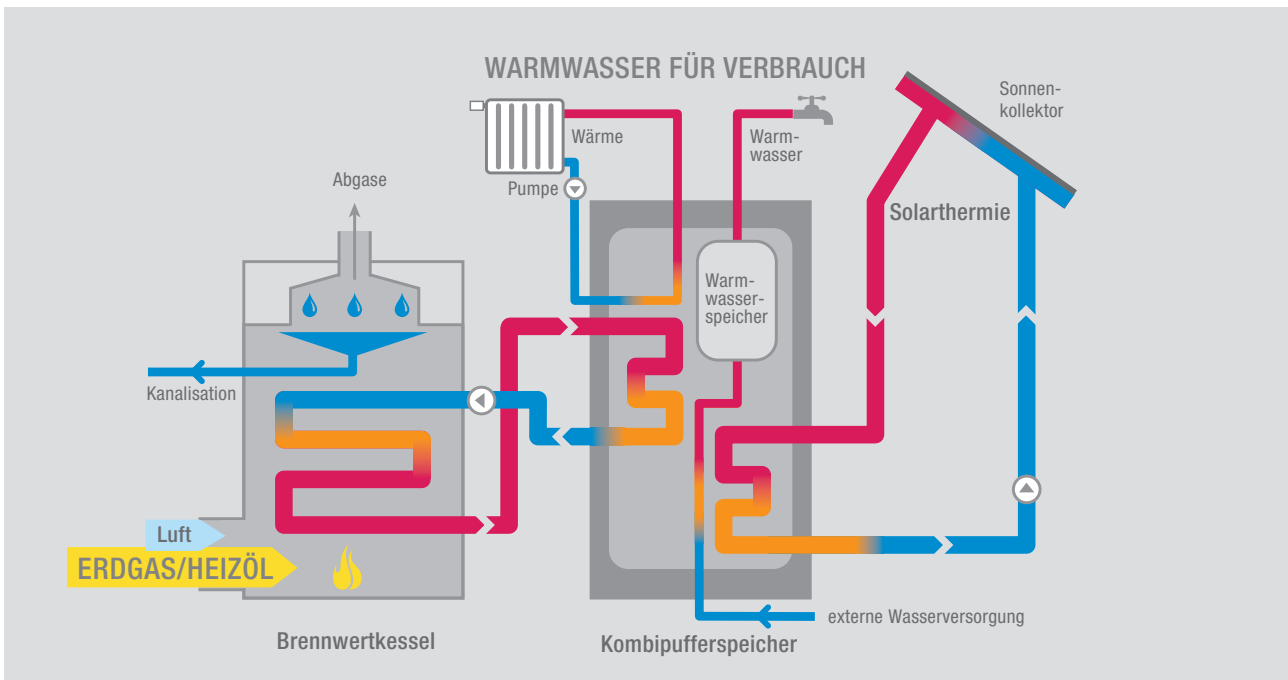 WARMWASSER FÜR VERBRAUCH
Sonnen-
kollektor
Wärme
Warm-
wasser
Abgase
Pumpe
Solarthermie
Warm-
wasser-
speicher
Kanalisation
Luft
ERDGAS/HEIZÖL
externe Wasserversorgung
Brennwertkessel
Kombipufferspeicher